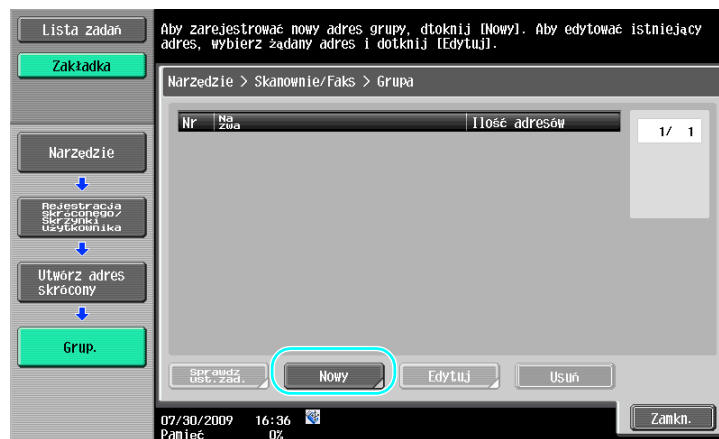 Lista zadań
Zakładka
Aby zarejestrować nowy adres grupy, dtoknij [Nowy]. Aby edytować istniejący
adres, wybierz żądany adres i dotknij [Edytuj].
Narzędzie > Skanownie/Faks > Grupa
Nr
Na
zwa
Ilość adresów
1/ 1
Narzędzie
Rejestracja
skróconego/
Skrzynki
użytkownika
Utwórz adres
skrócony
Grup.
Sprawdz
ust.zad.
Nowy
Edytuj
Usuń
07/30/2009 16:36
Pamięć 0%
Zamkn.